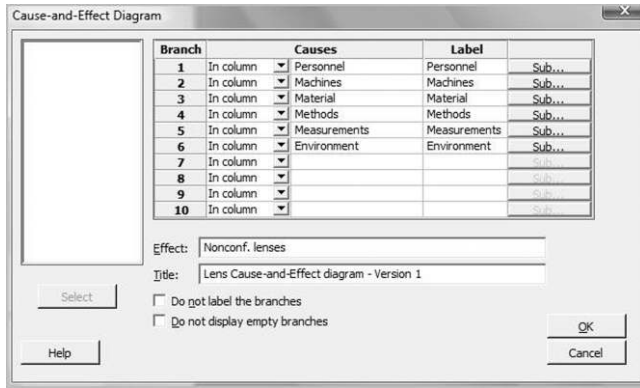 Cause-and-Effect Diagram
Branch Causes Label
1 In column Personnel Personnel Sub...
2 In column Machines Machines Sub...
3 In column Material Material Sub...
4 In column Methods Methods Sub...
5 In column Measurements Measurements Sub...
6 In column Environment Environment Sub...
7 In column Sub...
8 In column Sub...
9 In column Sub...
10 In column Sub...
Effect: Nonconf. lenses
Title: Lens Cause-and-Effect diagram - Version 1
Select
Do not label the branches
Do not display empty branches
OK
Help Cancel